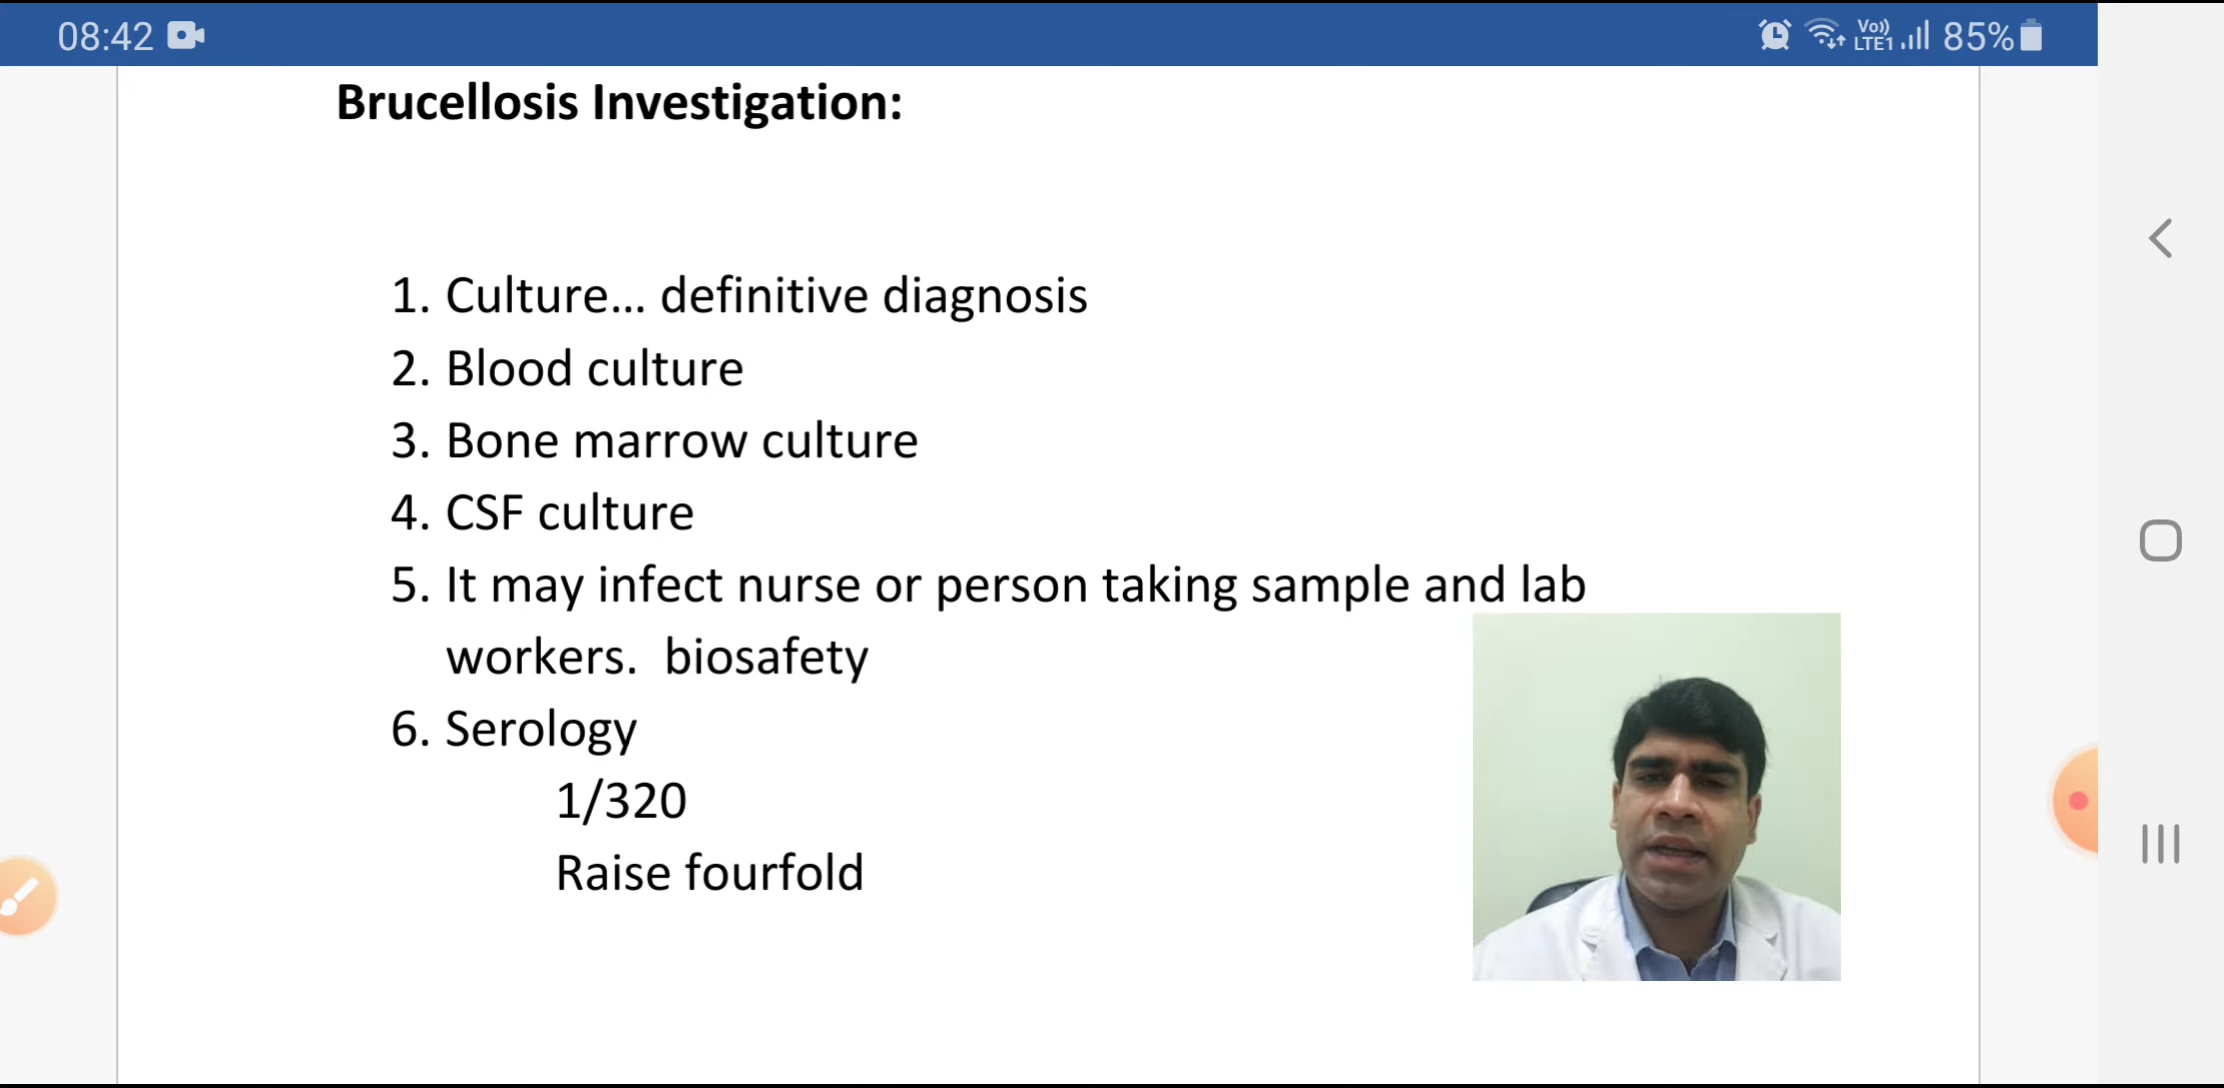 08:42
Vo)) LTE1 85%
Brucellosis Investigation:
1. Culture... definitive diagnosis
2. Blood culture
3. Bone marrow culture
4. CSF culture
5. It may infect nurse or person taking sample and lab
workers.  biosafety
6. Serology
1/320
Raise fourfold